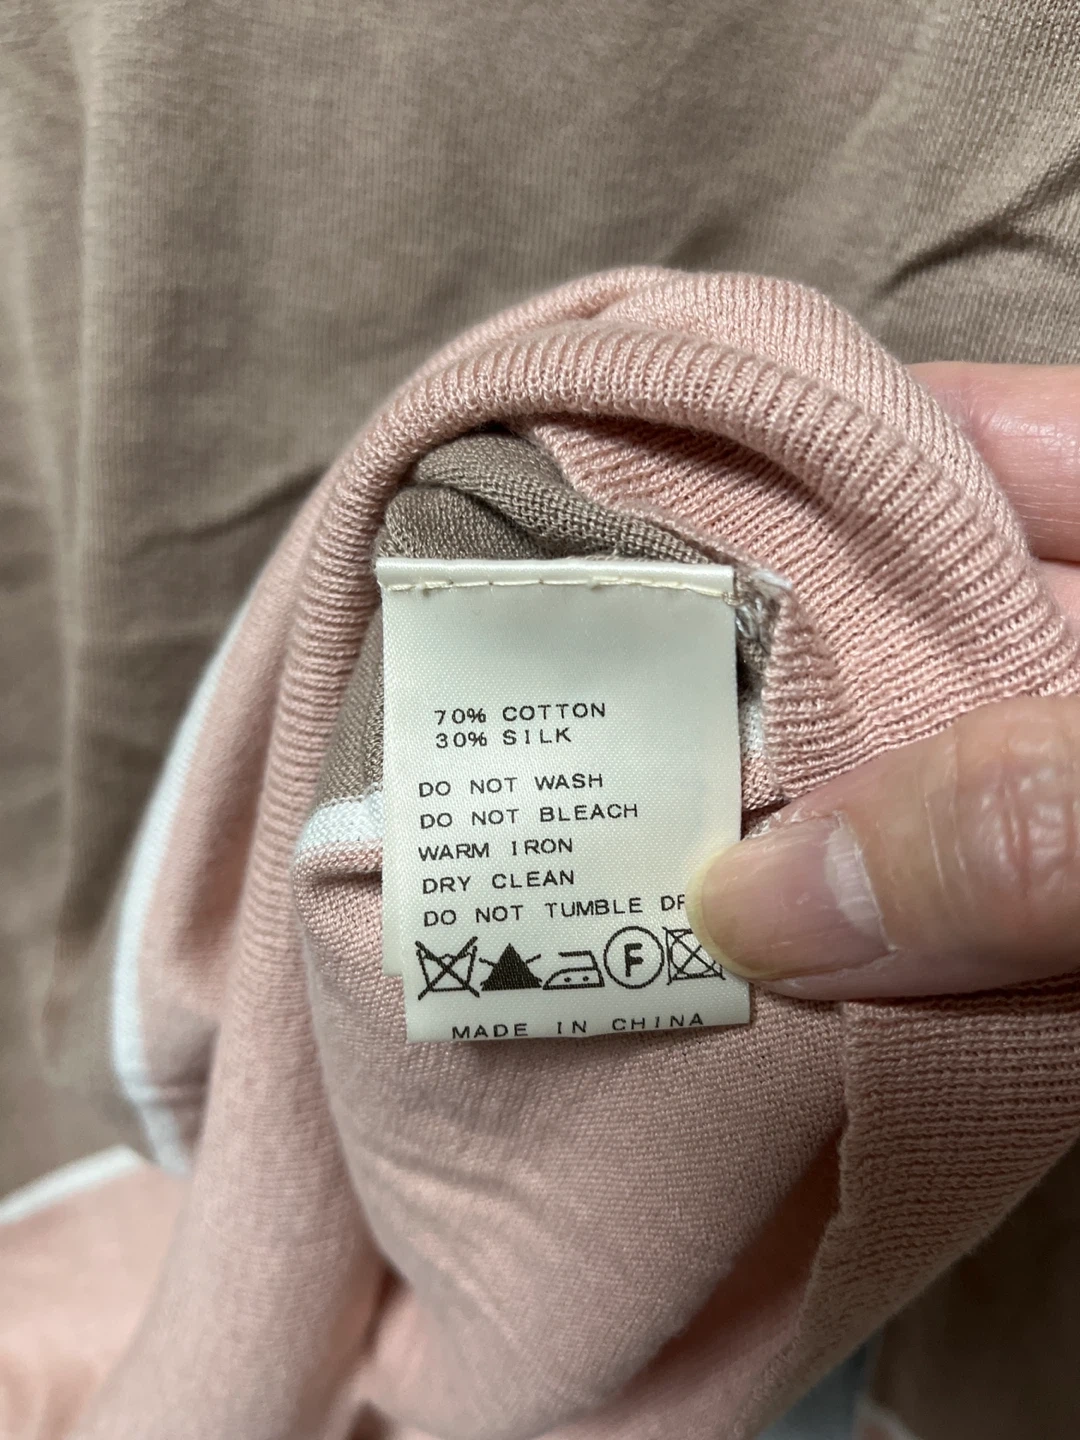 70% COTTON
30% SILK
DO NOT WASH
DO NOT BLEACH
WARM IRON
DRY CLEAN
DO NOT TUMBLE
F
MADE IN CHINA